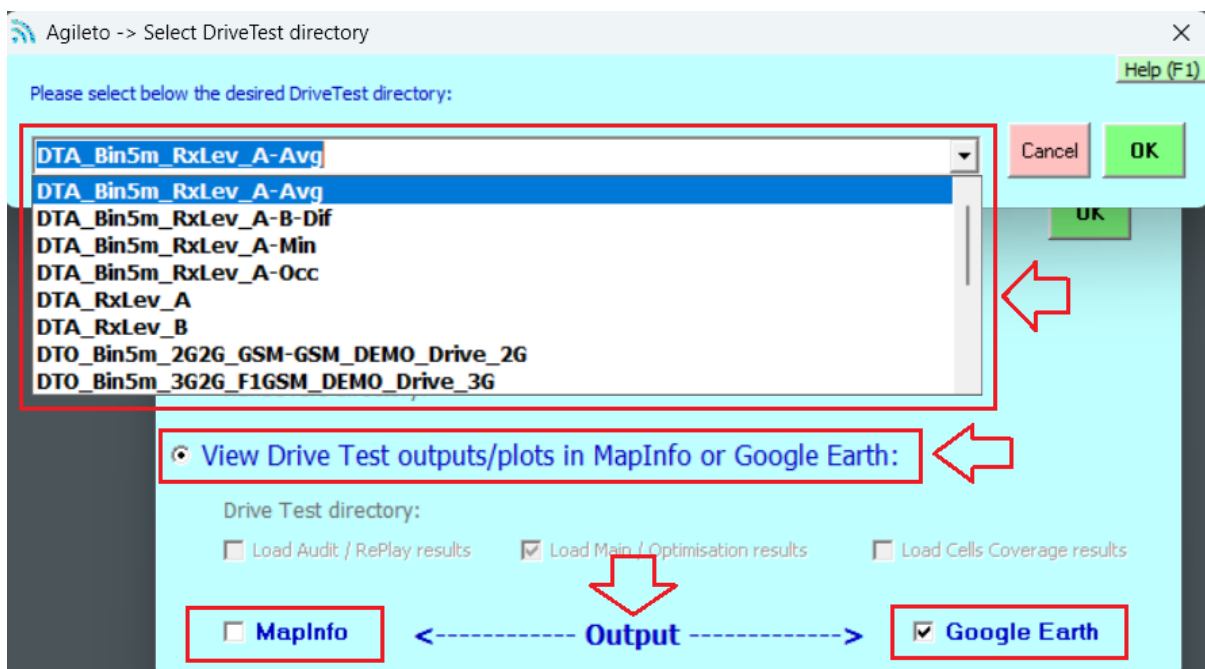 Agileto -> Select DriveTest directory
Help (F1)
Please select below the desired DriveTest directory:
DTA_Bin5m_RxLev_A-Avg
Cancel
OK
DTA_Bin5m_RxLev_A-Avg
DTA_Bin5m_RxLev_A-B-Dif
DTA_Bin5m_RxLev_A-Min
DTA_Bin5m_RxLev_A-Occ
DTA_RxLev_A
DTA_RxLev_B
DTO_Bin5m_2G2G_GSM-GSM_DEMO_Drive_2G
DTO_Bin5m_3G2G_F1GSM_DEMO_Drive_3G
OK
View Drive Test outputs/plots in MapInfo or Google Earth:
Drive Test directory:
Load Audit / RePlay results
Load Main / Optimisation results
Load Cells Coverage results
MapInfo
<------------ Output ------------>
Google Earth